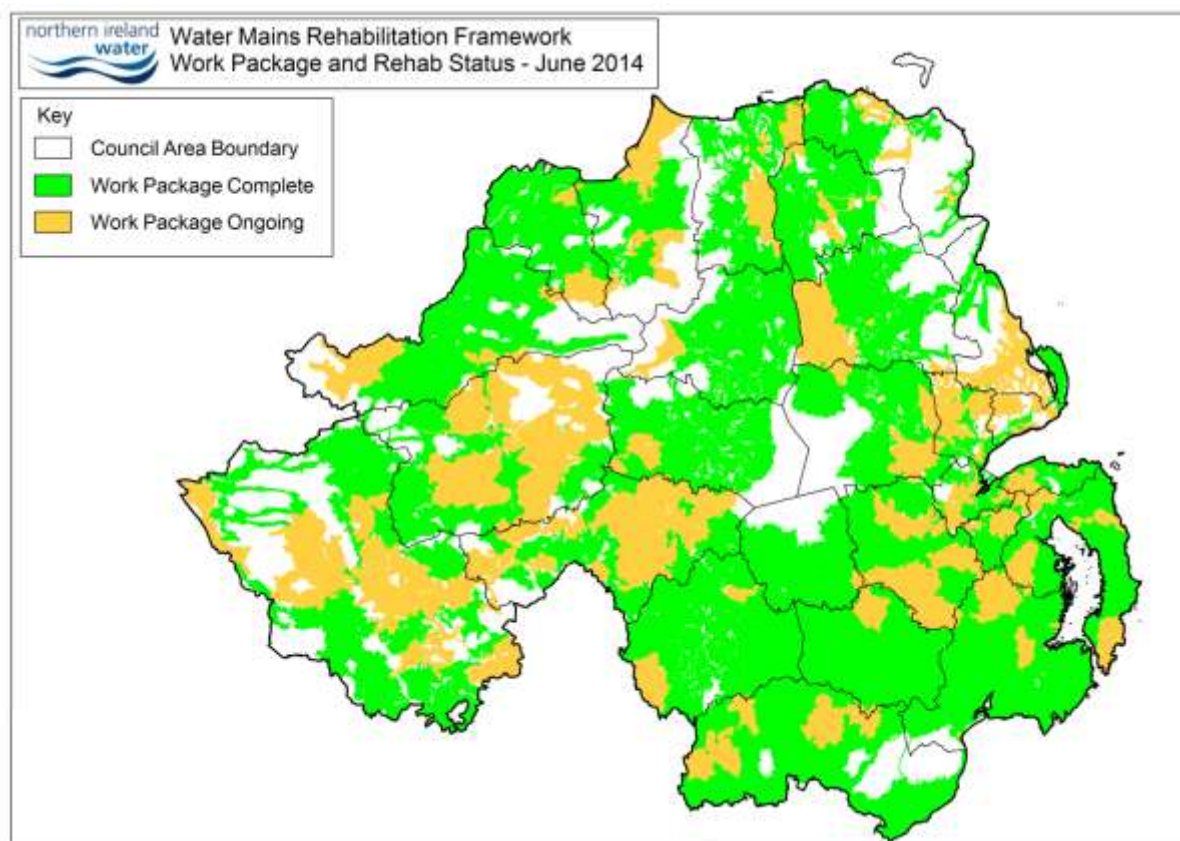 northern ireland
water
Water Mains Rehabilitation Framework
Work Package and Rehab Status - June 2014
Key
Council Area Boundary
Work Package Complete
Work Package Ongoing